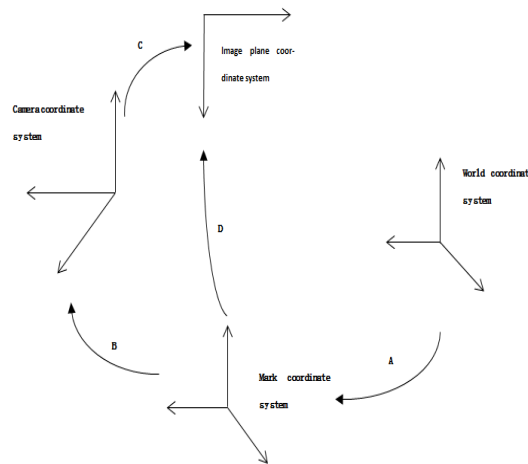 C
Image plane coor-
dinate system
Camera coordinate
system
World coordinat
system
D
B
A
Mark coordinate
system